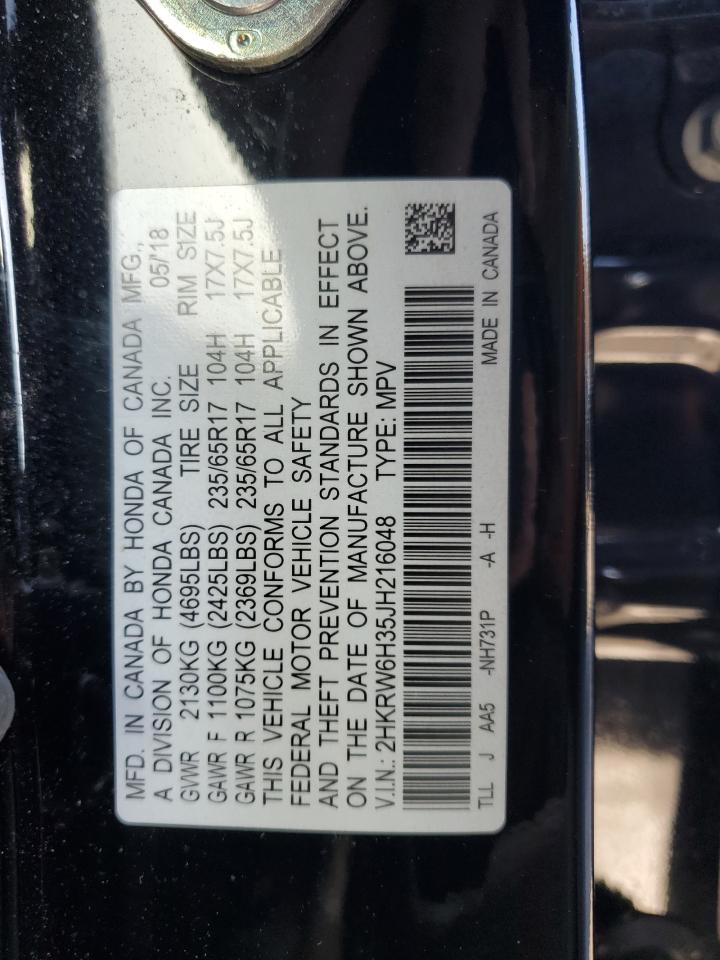 MFD. IN CANADA BY HONDA OF CANADA MFG.,
A DIVISION OF HONDA CANADA INC. 05/'18
GVWR 2130KG (4695LBS) TIRE SIZE RIM SIZE
GAWR F 1100KG (2425LBS) 235/65R17 104H 17X7.5J
GAWR R 1075KG (2369LBS) 235/65R17 104H 17X7.5J
THIS VEHICLE CONFORMS TO ALL APPLICABLE
FEDERAL MOTOR VEHICLE SAFETY
AND THEFT PREVENTION STANDARDS IN EFFECT
ON THE DATE OF MANUFACTURE SHOWN ABOVE.
V.I.N.: 2HKRW6H35JH216048 TYPE: MPV
TLL J AA5 -NH731P -A -H MADE IN CANADA